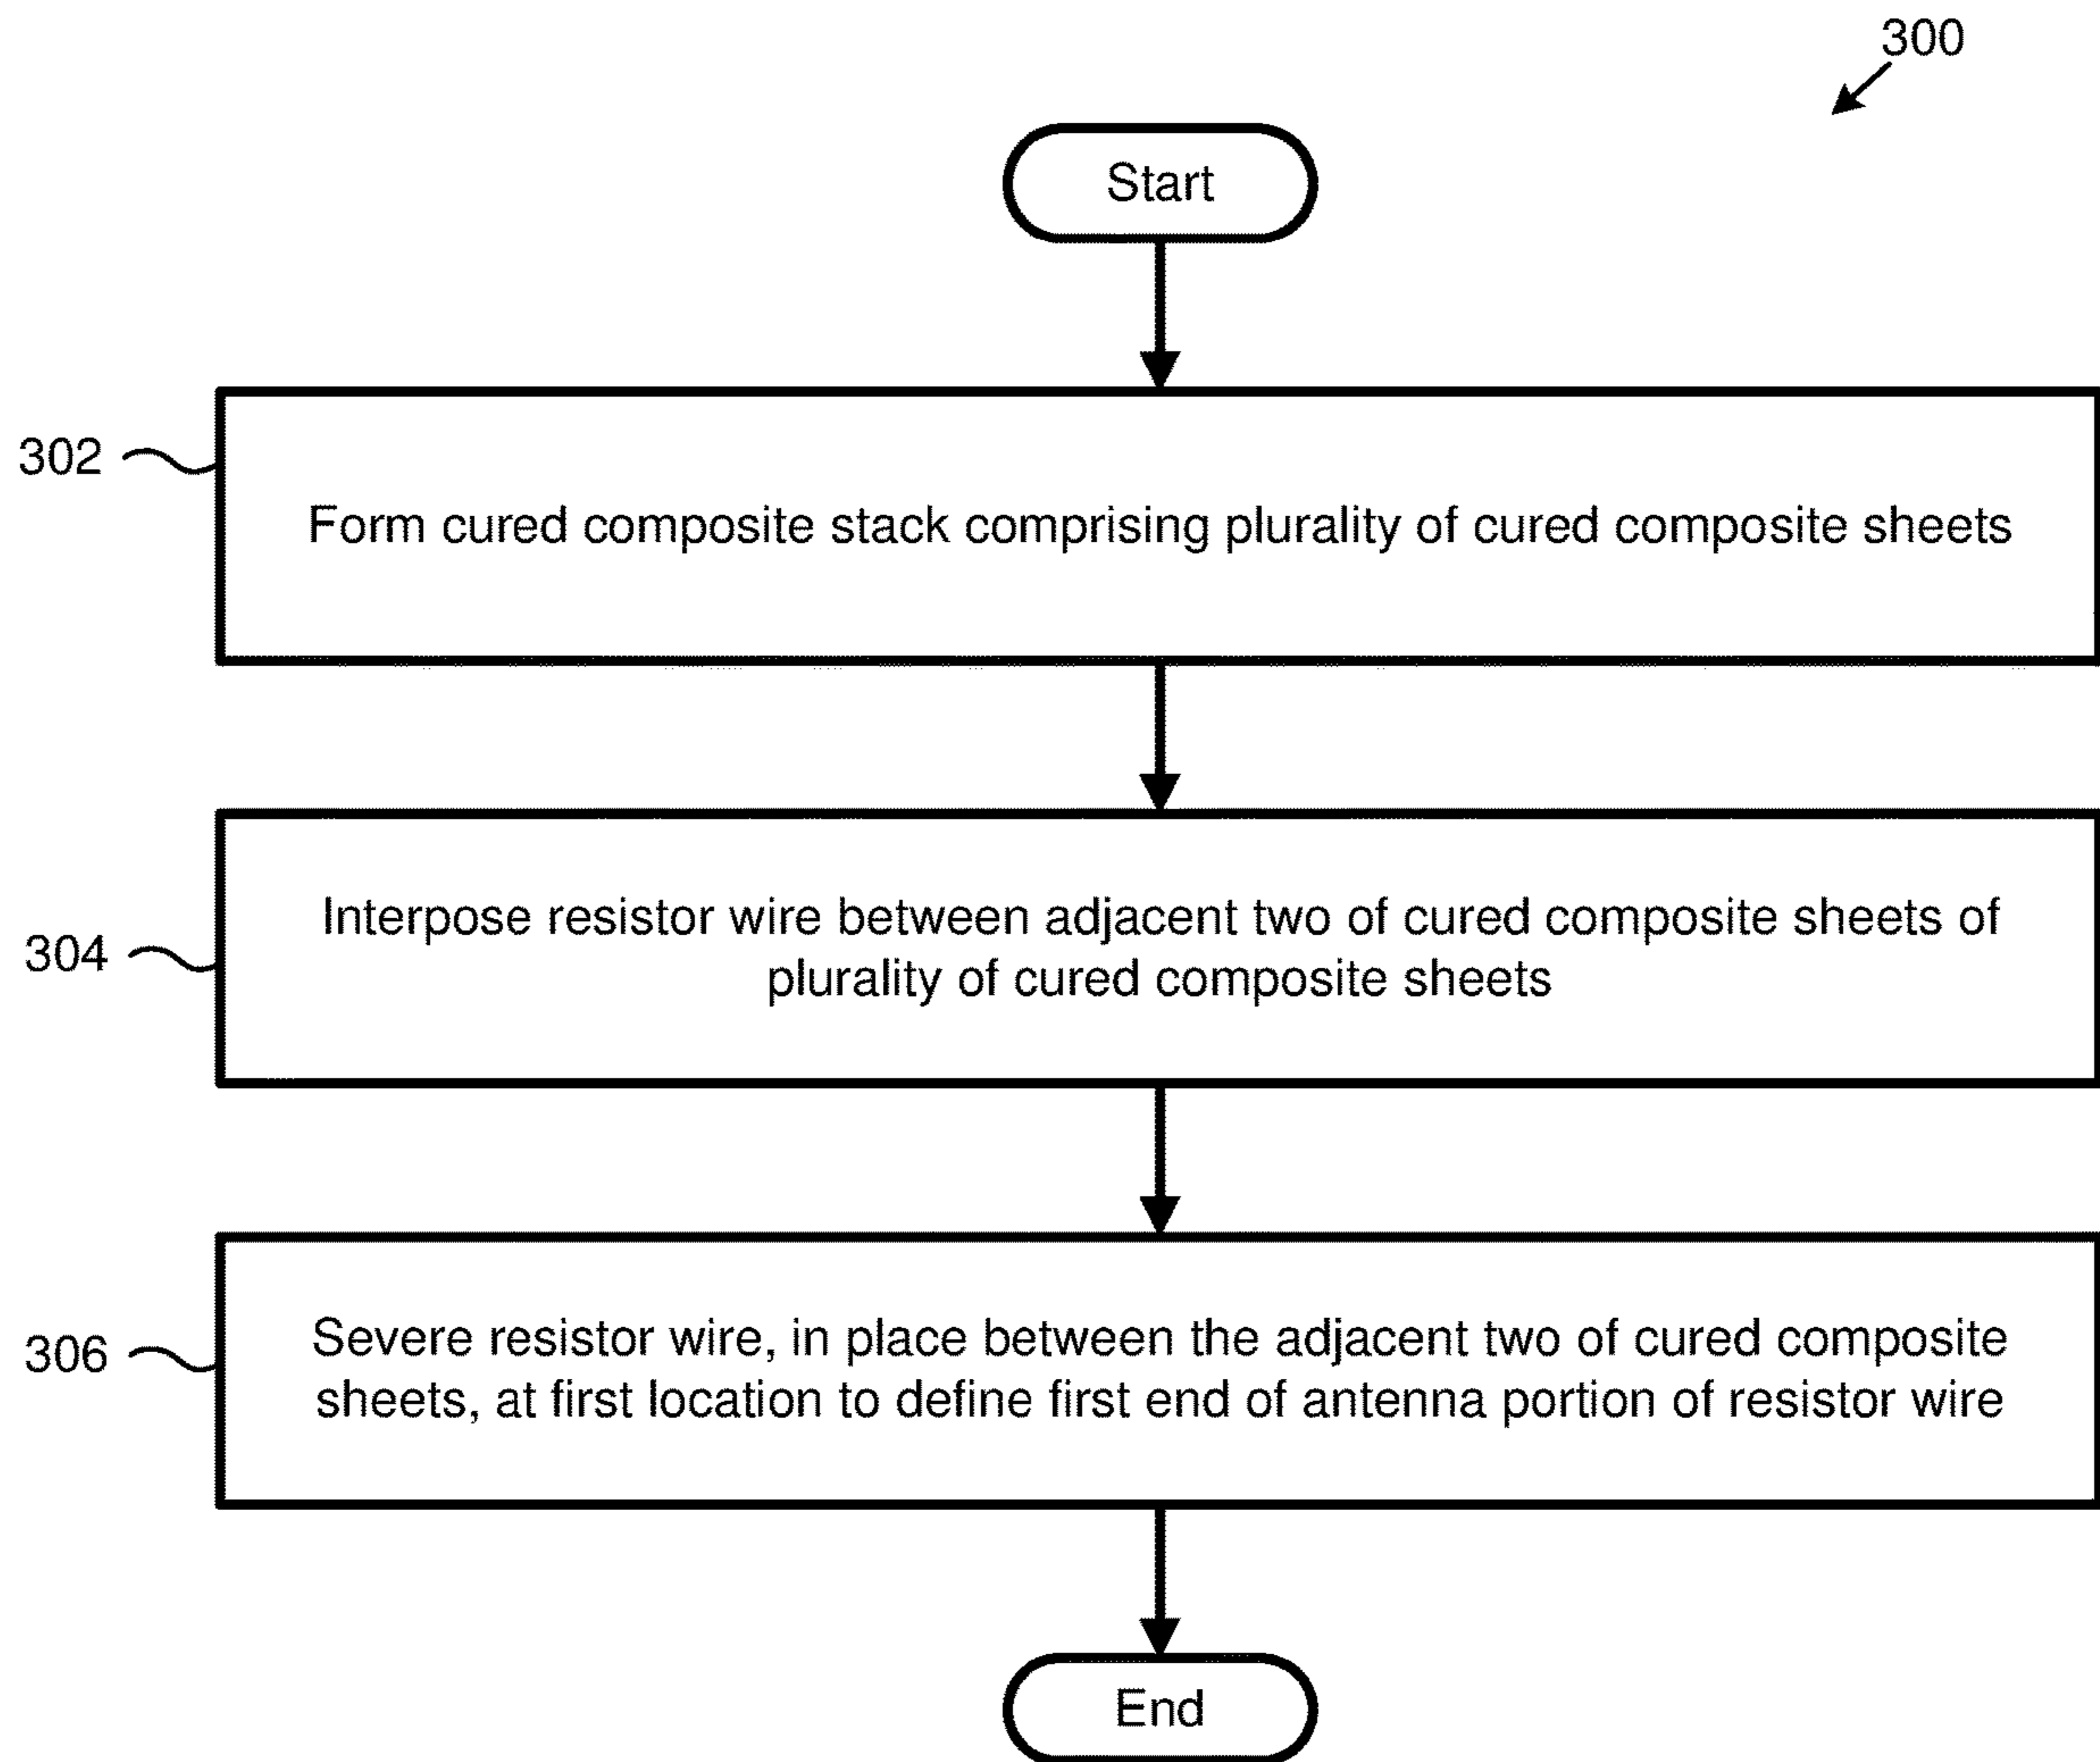 300
Start
302
Form cured composite stack comprising plurality of cured composite sheets
304
Interpose resistor wire between adjacent two of cured composite sheets of
plurality of cured composite sheets
306
Severe resistor wire, in place between the adjacent two of cured composite
sheets, at first location to define first end of antenna portion of resistor wire
End